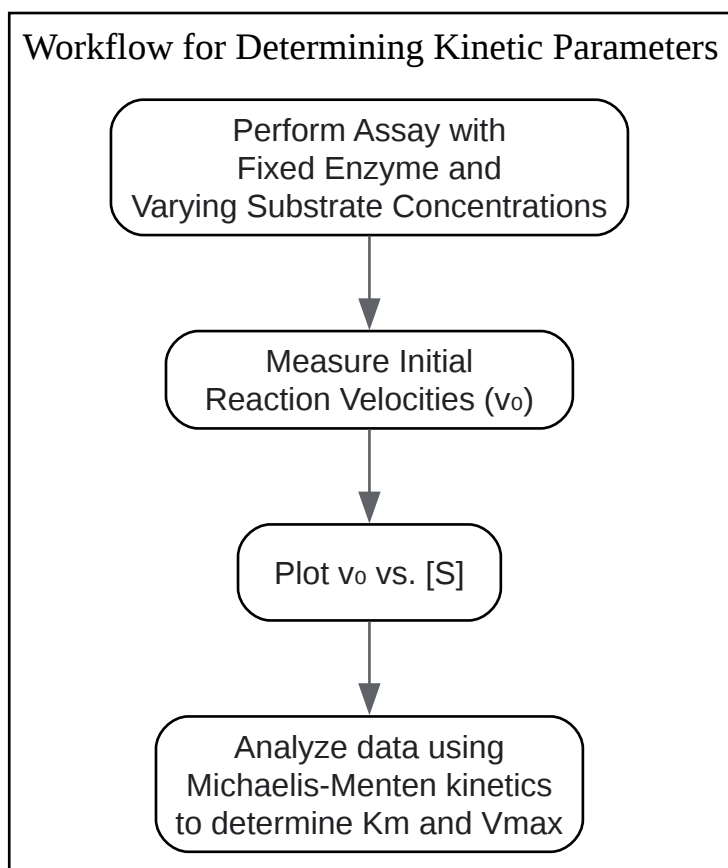 Workflow for Determining Kinetic Parameters
Perform Assay with
Fixed Enzyme and
Varying Substrate Concentrations
Measure Initial
Reaction Velocities (v₀)
Plot v₀ vs. [S]
Analyze data using
Michaelis-Menten kinetics
to determine Km and Vmax